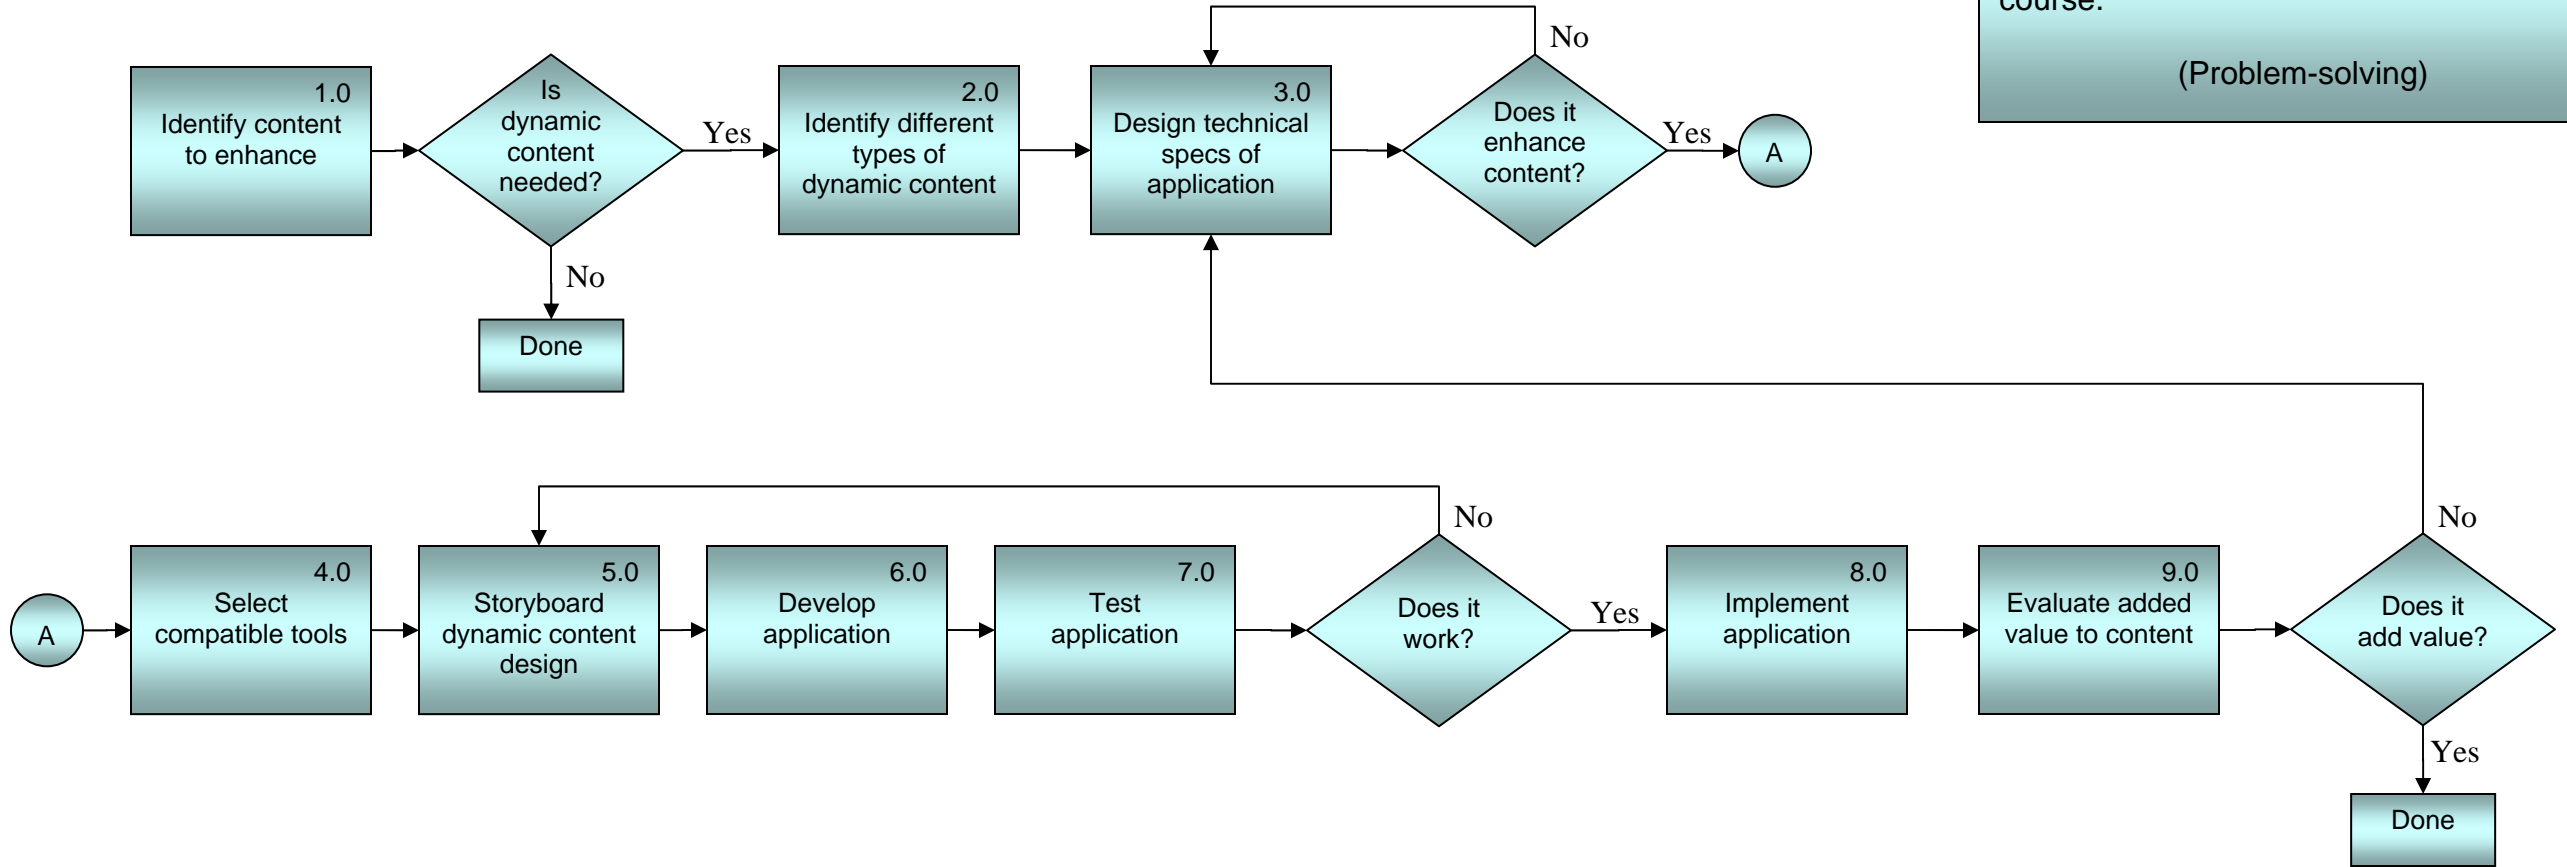 course.
(Problem-solving)
1.0
Identify content
to enhance
Is
dynamic
content
needed?
Yes
No
Done
2.0
Identify different
types of
dynamic content
3.0
Design technical
specs of
application
Does it
enhance
content?
No
Yes
A
A
4.0
Select
compatible tools
5.0
Storyboard
dynamic content
design
6.0
Develop
application
7.0
Test
application
Does it
work?
No
Yes
8.0
Implement
application
9.0
Evaluate added
value to content
Does it
add value?
No
Yes
Done